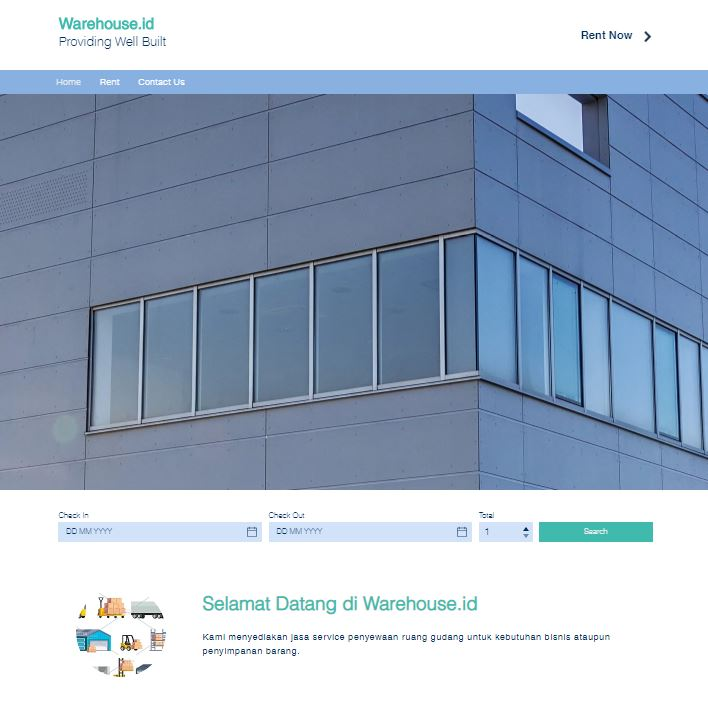 Warehouse.id
Providing Well Built
Rent Now
Home Rent Contact Us
Check In Check Out Total
DD MM YYYY DD MM YYYY 1 Search
Selamat Datang di Warehouse.id
Kami menyediakan jasa service penyewaan ruang gudang untuk kebutuhan bisnis ataupun
penyimpanan barang.